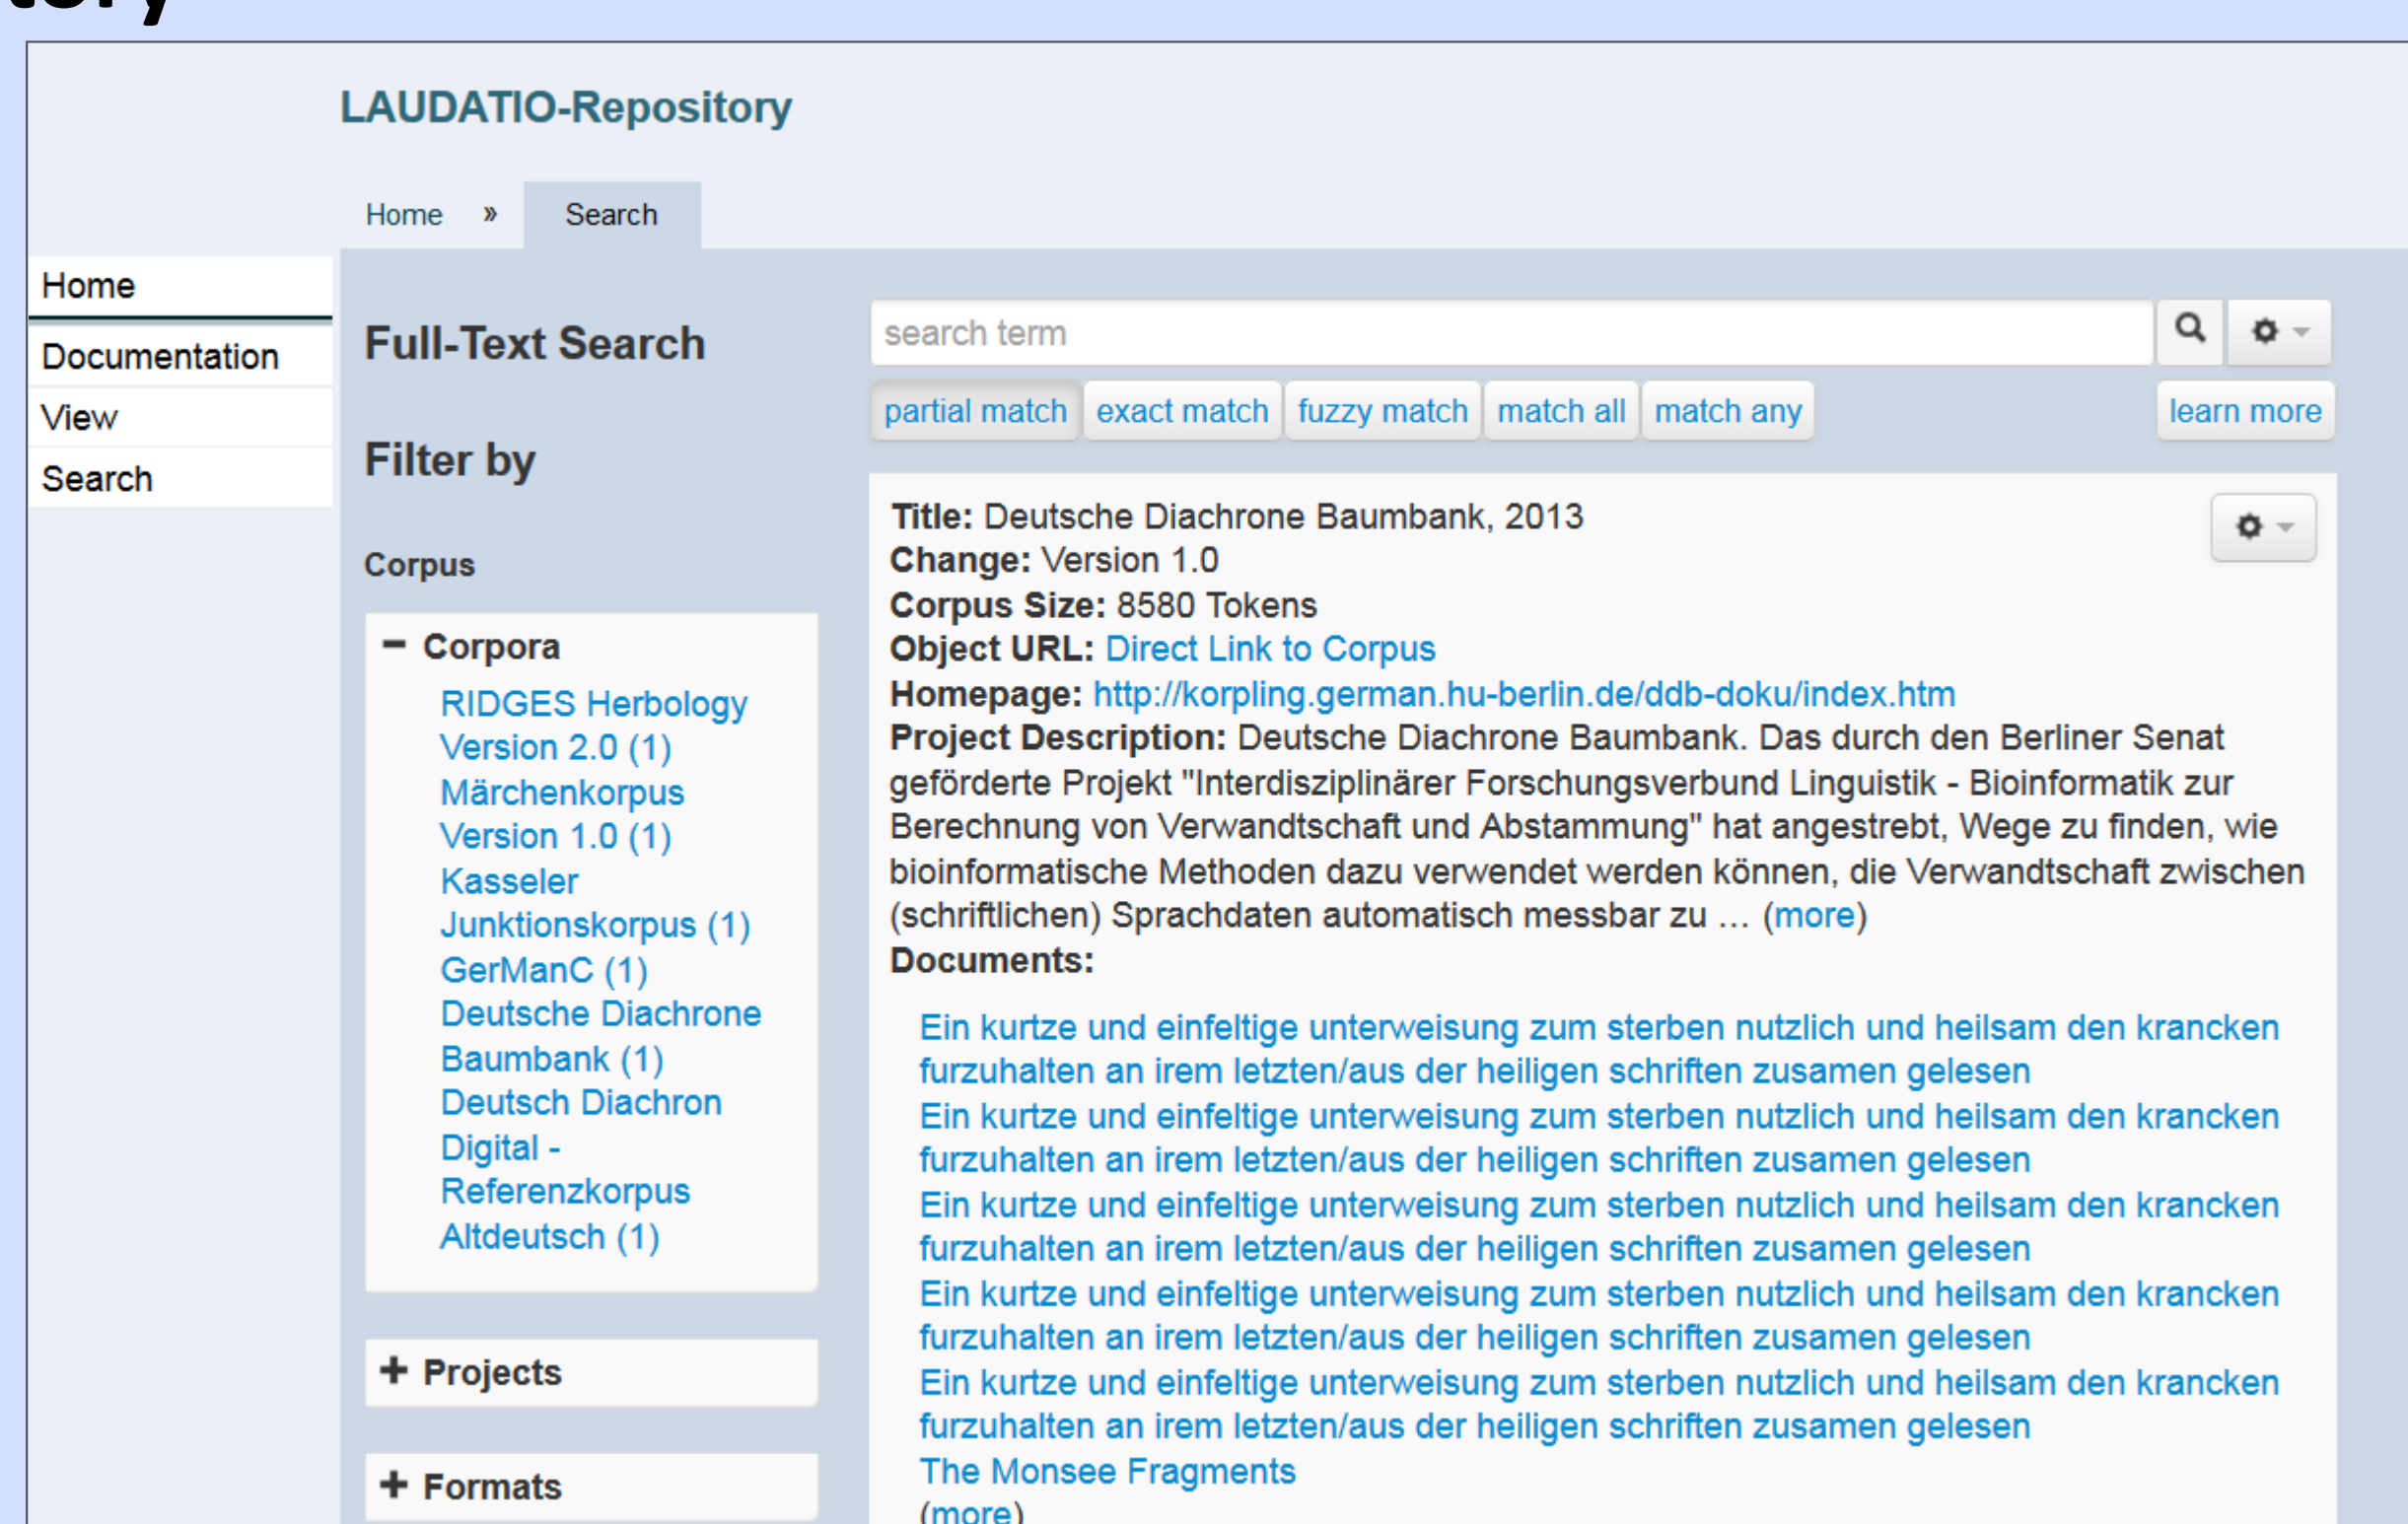 LAUDATIO-Repository
Home » Search
Home
Documentation
View
Search
Full-Text Search
Filter by
Corpus
− Corpora
RIDGES Herbology
Version 2.0 (1)
Märchenkorpus
Version 1.0 (1)
Kasseler
Junktionskorpus (1)
GerManC (1)
Deutsche Diachrone
Baumbank (1)
Deutsch Diachron
Digital -
Referenzkorpus
Altdeutsch (1)
+ Projects
+ Formats
search term
partial match exact match fuzzy match match all match any learn more
Title: Deutsche Diachrone Baumbank, 2013
Change: Version 1.0
Corpus Size: 8580 Tokens
Object URL: Direct Link to Corpus
Homepage: http://korpling.german.hu-berlin.de/ddb-doku/index.htm
Project Description: Deutsche Diachrone Baumbank. Das durch den Berliner Senat
geförderte Projekt "Interdisziplinärer Forschungsverbund Linguistik - Bioinformatik zur
Berechnung von Verwandtschaft und Abstammung" hat angestrebt, Wege zu finden, wie
bioinformatische Methoden dazu verwendet werden können, die Verwandtschaft zwischen
(schriftlichen) Sprachdaten automatisch messbar zu ... (more)
Documents:
Ein kurtze und einfeltige unterweisung zum sterben nutzlich und heilsam den krancken
furzuhalten an irem letzten/aus der heiligen schriften zusamen gelesen
Ein kurtze und einfeltige unterweisung zum sterben nutzlich und heilsam den krancken
furzuhalten an irem letzten/aus der heiligen schriften zusamen gelesen
Ein kurtze und einfeltige unterweisung zum sterben nutzlich und heilsam den krancken
furzuhalten an irem letzten/aus der heiligen schriften zusamen gelesen
Ein kurtze und einfeltige unterweisung zum sterben nutzlich und heilsam den krancken
furzuhalten an irem letzten/aus der heiligen schriften zusamen gelesen
Ein kurtze und einfeltige unterweisung zum sterben nutzlich und heilsam den krancken
furzuhalten an irem letzten/aus der heiligen schriften zusamen gelesen
The Monsee Fragments
(more)